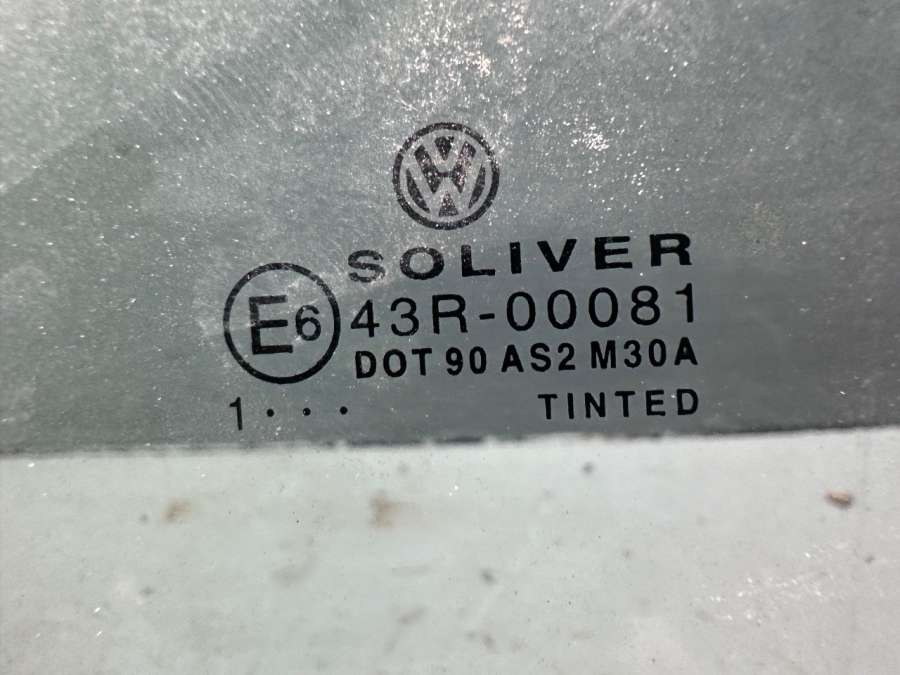 SOLIVER
E6 43R-00081
DOT 90 AS2 M30A
1 · · · TINTED